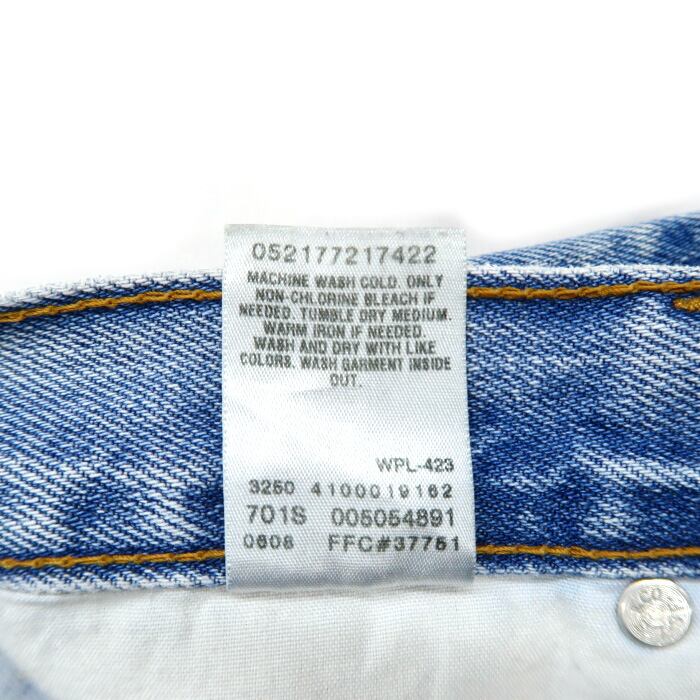 052177217422
MACHINE WASH COLD. ONLY
NON-CHLORINE BLEACH IF
NEEDED. TUMBLE DRY MEDIUM.
WARM IRON IF NEEDED.
WASH AND DRY WITH LIKE
COLORS. WASH GARMENT INSIDE
OUT.
WPL-423
3250 4100019162
701S 005054891
0608 FFC#37751